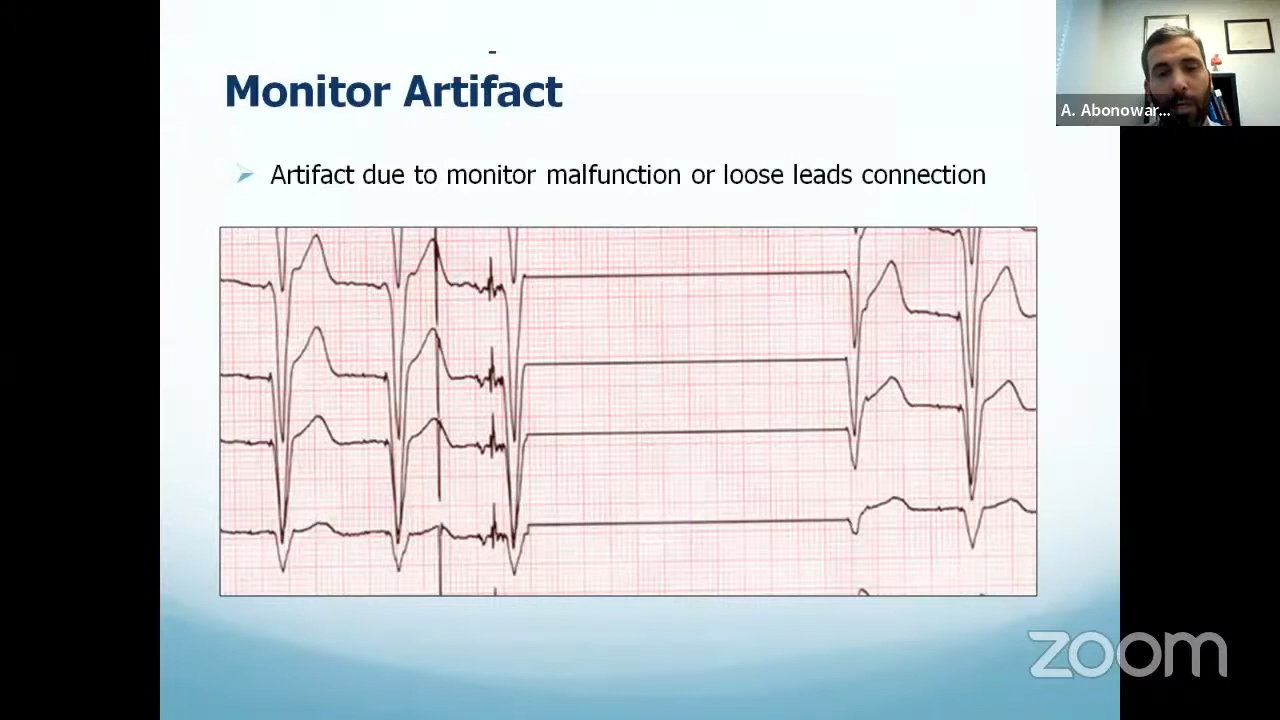 Monitor Artifact
Artifact due to monitor malfunction or loose leads connection
A. Abonowar...
zoom